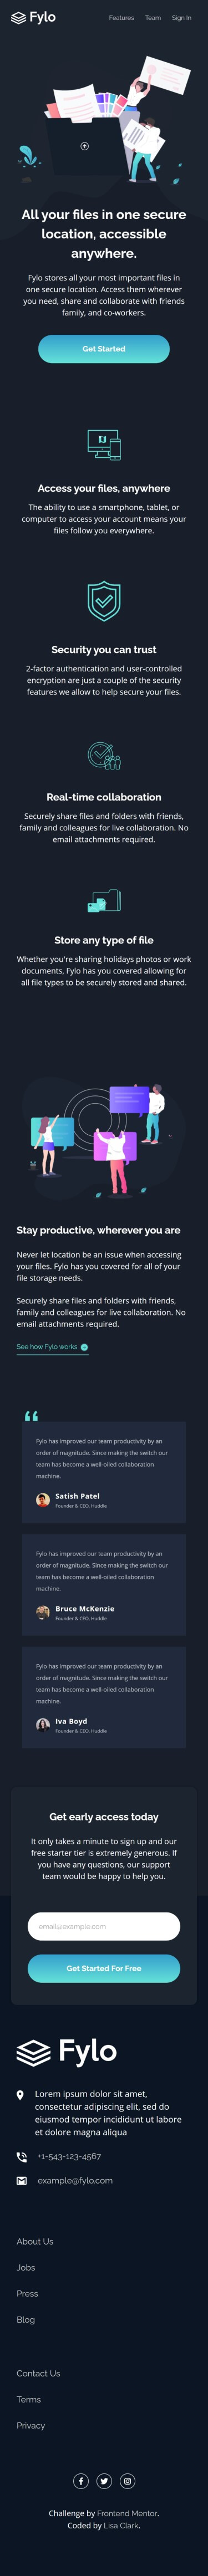 Fylo
Features Team Sign In
All your files in one secure
location, accessible
anywhere.
Fylo stores all your most important files in
one secure location. Access them wherever
you need, share and collaborate with friends
family, and co-workers.
Get Started
Access your files, anywhere
The ability to use a smartphone, tablet, or
computer to access your account means your
files follow you everywhere.
Security you can trust
2-factor authentication and user-controlled
encryption are just a couple of the security
features we allow to help secure your files.
Real-time collaboration
Securely share files and folders with friends,
family and colleagues for live collaboration. No
email attachments required.
Store any type of file
Whether you're sharing holidays photos or work
documents, Fylo has you covered allowing for
all file types to be securely stored and shared.
Stay productive, wherever you are
Never let location be an issue when accessing
your files. Fylo has you covered for all of your
file storage needs.
Securely share files and folders with friends,
family and colleagues for live collaboration. No
email attachments required.
See how Fylo works
“
Fylo has improved our team productivity by an
order of magnitude. Since making the switch our
team has become a well-oiled collaboration
machine.
Satish Patel
Founder & CEO, Huddle
Fylo has improved our team productivity by an
order of magnitude. Since making the switch our
team has become a well-oiled collaboration
machine.
Bruce McKenzie
Founder & CEO, Huddle
Fylo has improved our team productivity by an
order of magnitude. Since making the switch our
team has become a well-oiled collaboration
machine.
Iva Boyd
Founder & CEO, Huddle
Get early access today
It only takes a minute to sign up and our
free starter tier is extremely generous. If
you have any questions, our support
team would be happy to help you.
email@example.com
Get Started For Free
Fylo
Lorem ipsum dolor sit amet,
consectetur adipiscing elit, sed do
eiusmod tempor incididunt ut labore
et dolore magna aliqua
+1-543-123-4567
example@fylo.com
About Us
Jobs
Press
Blog
Contact Us
Terms
Privacy
Challenge by Frontend Mentor.
Coded by Lisa Clark.